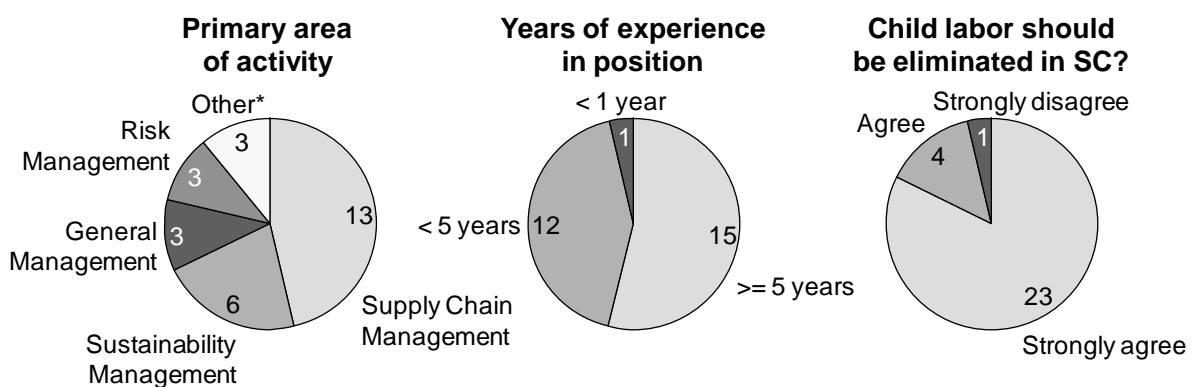 Primary area
of activity
Other*
3
Risk
Management
3
General
Management
3
13
6
Sustainability
Management
Supply Chain
Management
Years of experience
in position
< 1 year
1
< 5 years
12
15
>= 5 years
Child labor should
be eliminated in SC?
Strongly disagree
Agree
1
4
23
Strongly agree